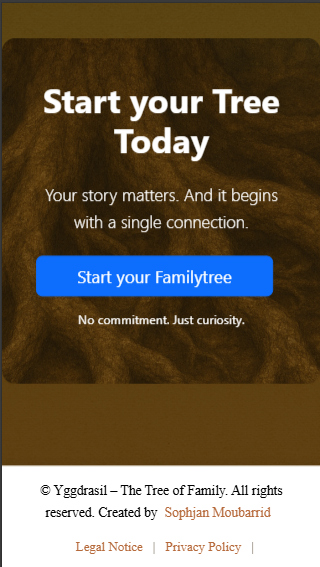 Start your Tree
Today
Your story matters. And it begins
with a single connection.
Start your Familytree
No commitment. Just curiosity.
© Yggdrasil – The Tree of Family. All rights
reserved. Created by Sophjan Moubarrid
Legal Notice | Privacy Policy |